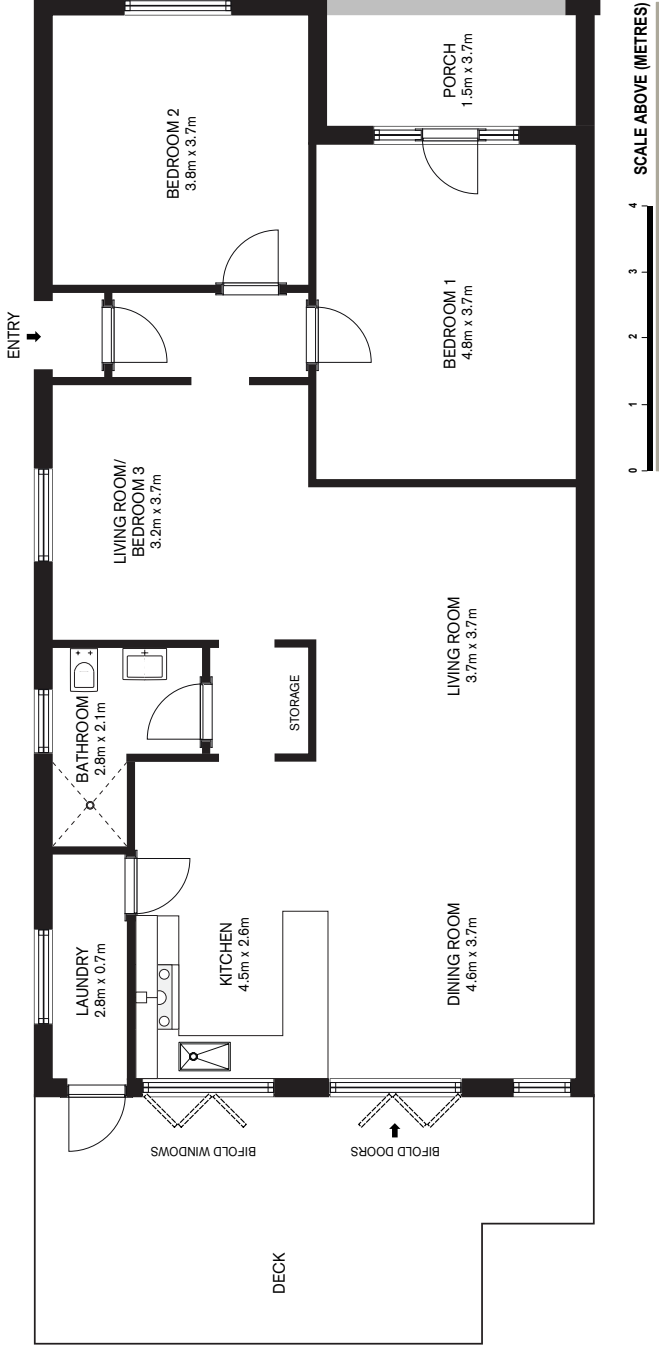 ENTRY
BEDROOM 2
3.8m x 3.7m
PORCH
1.5m x 3.7m
BEDROOM 1
4.8m x 3.7m
LIVING ROOM/
BEDROOM 3
3.2m x 3.7m
BATHROOM
2.8m x 2.1m
STORAGE
LIVING ROOM
3.7m x 3.7m
LAUNDRY
2.8m x 0.7m
KITCHEN
4.5m x 2.6m
DINING ROOM
4.6m x 3.7m
BIFOLD WINDOWS
BIFOLD DOORS
DECK
0 1 2 3 4
SCALE ABOVE (METRES)